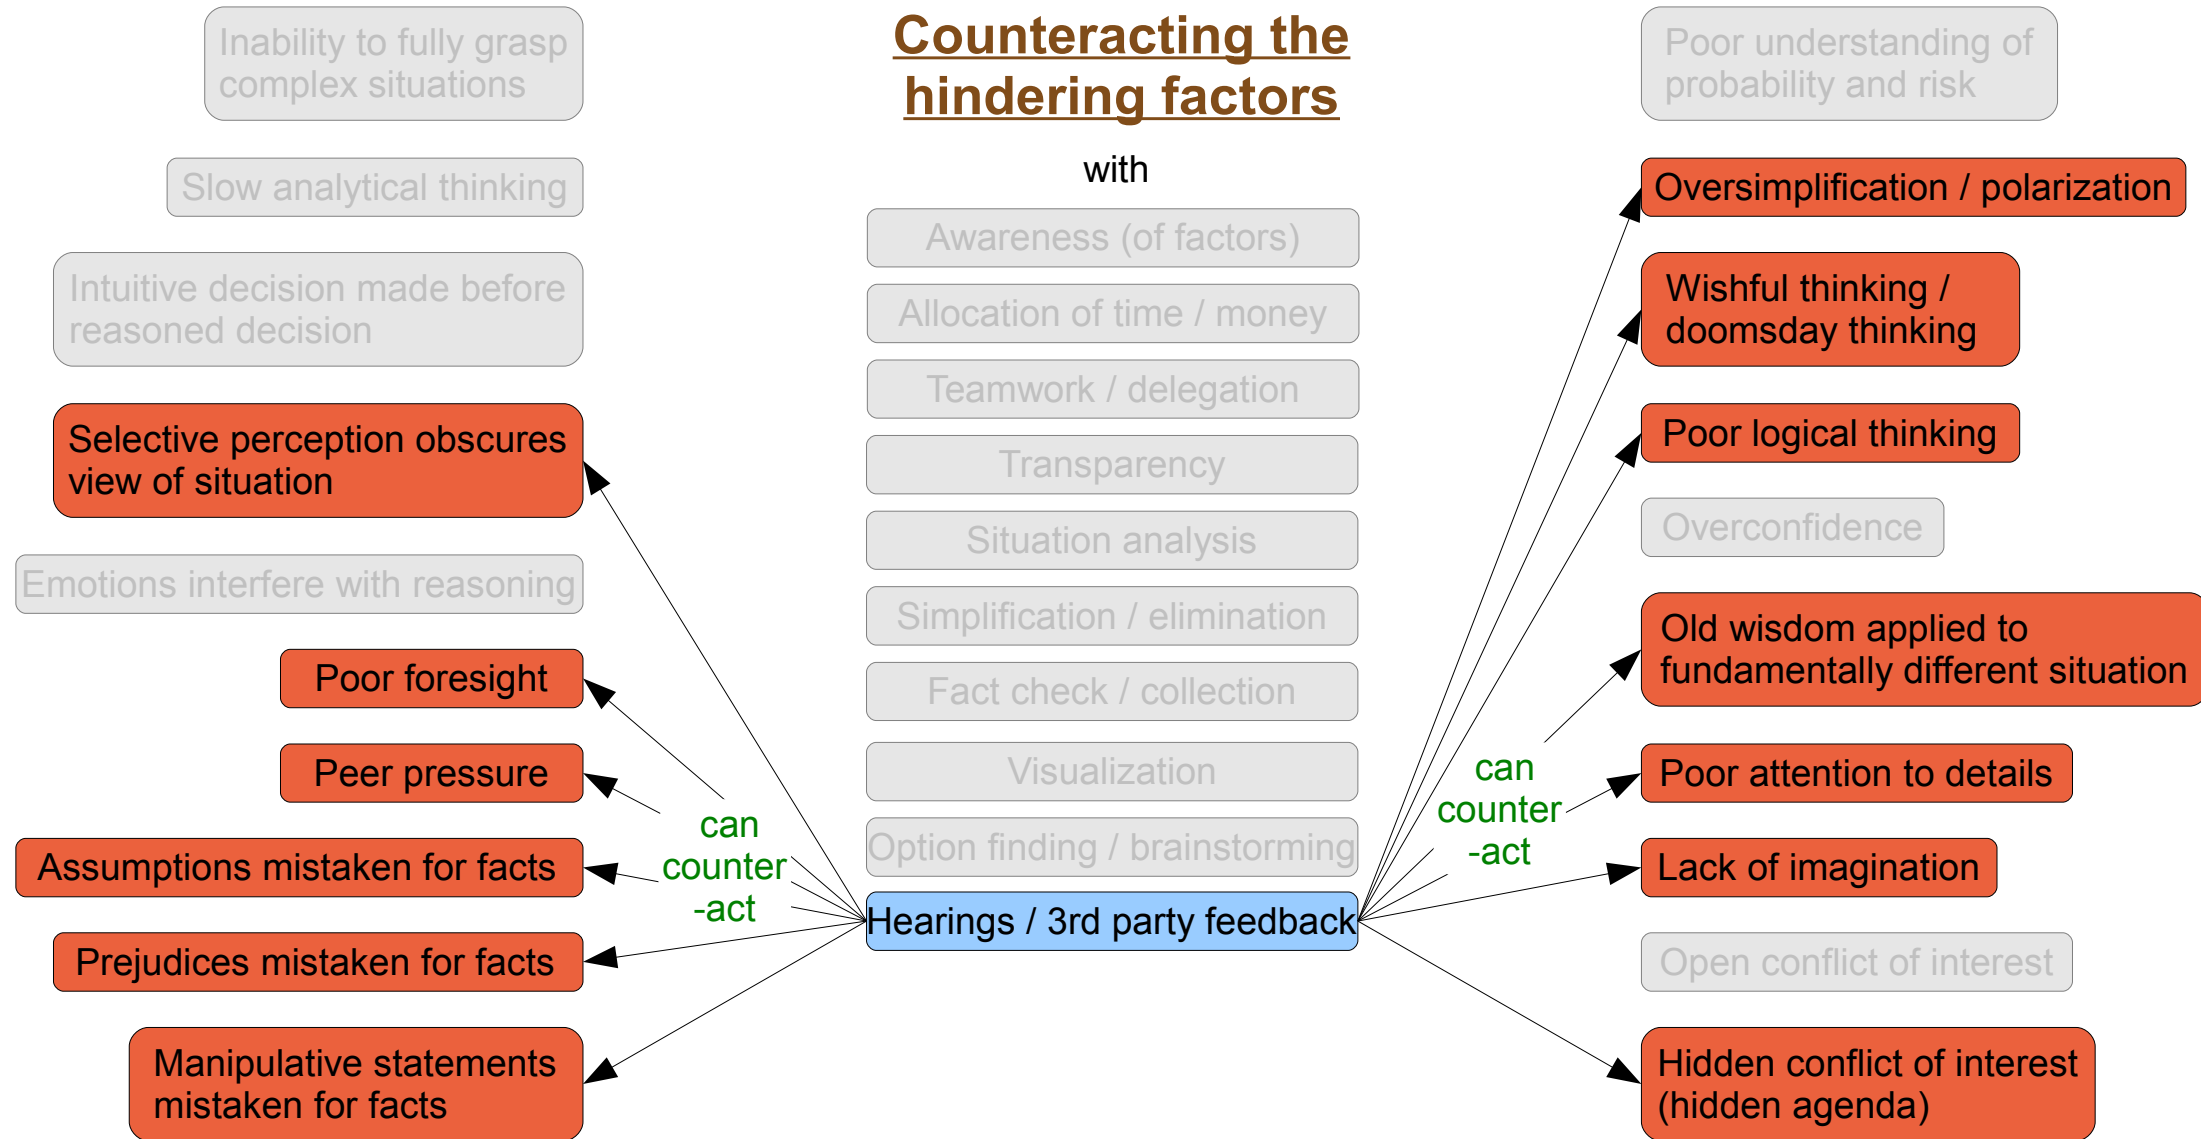 Counteracting the
hindering factors
with
Inability to fully grasp
complex situations
Slow analytical thinking
Intuitive decision made before
reasoned decision
Selective perception obscures
view of situation
Emotions interfere with reasoning
Poor foresight
Peer pressure
Assumptions mistaken for facts
Prejudices mistaken for facts
Manipulative statements
mistaken for facts
can
counter
-act
Awareness (of factors)
Allocation of time / money
Teamwork / delegation
Transparency
Situation analysis
Simplification / elimination
Fact check / collection
Visualization
Option finding / brainstorming
Hearings / 3rd party feedback
can
counter
-act
Poor understanding of
probability and risk
Oversimplification / polarization
Wishful thinking /
doomsday thinking
Poor logical thinking
Overconfidence
Old wisdom applied to
fundamentally different situation
Poor attention to details
Lack of imagination
Open conflict of interest
Hidden conflict of interest
(hidden agenda)